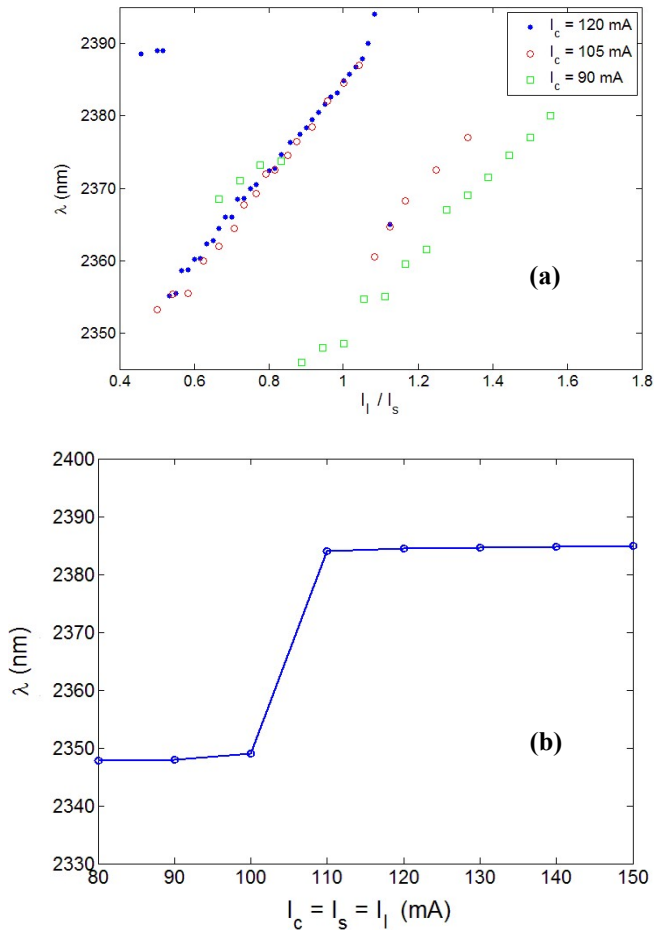 2390
2380
2370
2360
2350
λ (nm)
0.4 0.6 0.8 1 1.2 1.4 1.6 1.8
I_l / I_s
I_c = 120 mA
I_c = 105 mA
I_c = 90 mA
(a)
2400
2390
2380
2370
2360
2350
2340
2330
λ (nm)
80 90 100 110 120 130 140 150
I_c = I_s = I_l (mA)
(b)